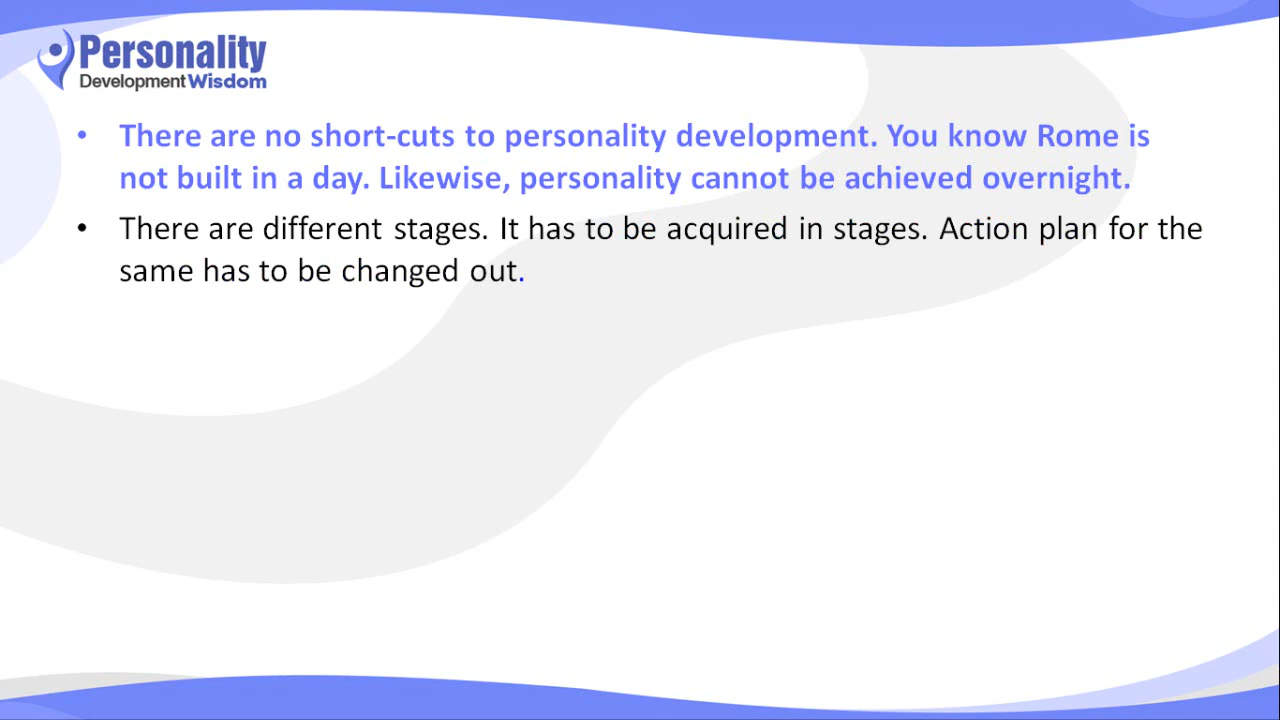 Personality
Development Wisdom
• There are no short-cuts to personality development. You know Rome is
not built in a day. Likewise, personality cannot be achieved overnight.
• There are different stages. It has to be acquired in stages. Action plan for the
same has to be changed out.